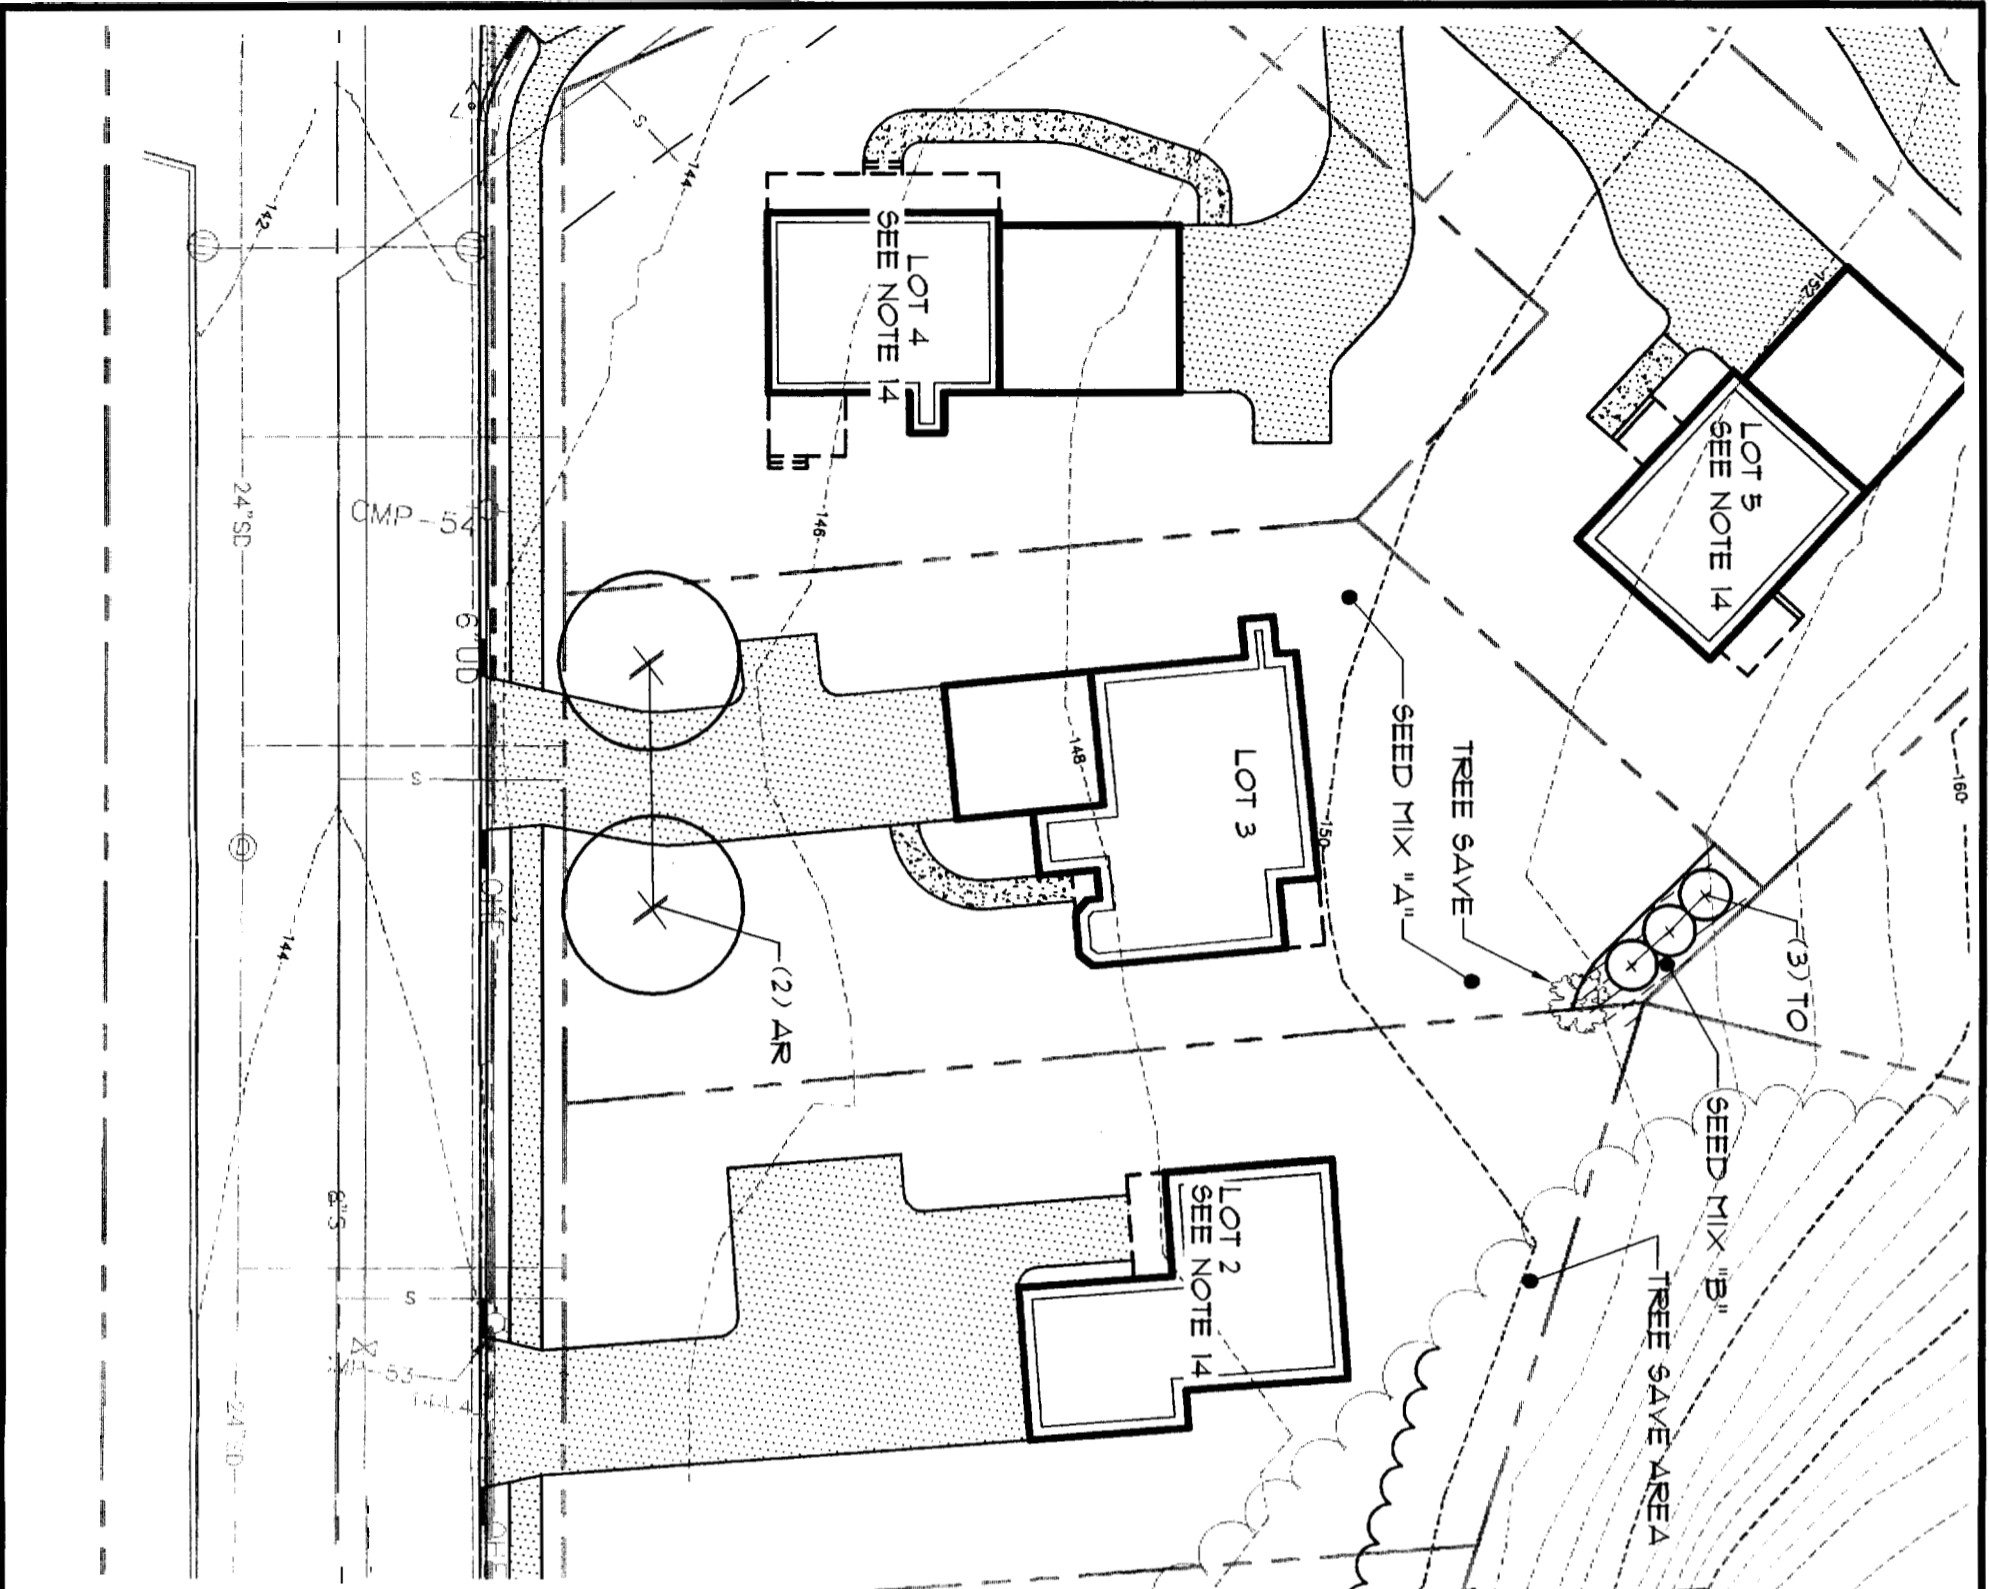 LOT 4
SEE NOTE 14
LOT 5
SEE NOTE 14
LOT 3
LOT 2
SEE NOTE 14
SEED MIX "A"
TREE SAVE
(3) TO
SEED MIX "B"
TREE SAVE AREA
(2) AR
142
144
146
148
150
152
160
144
24"SD
CMP-54
6"UD
S
S
S
S
8"S